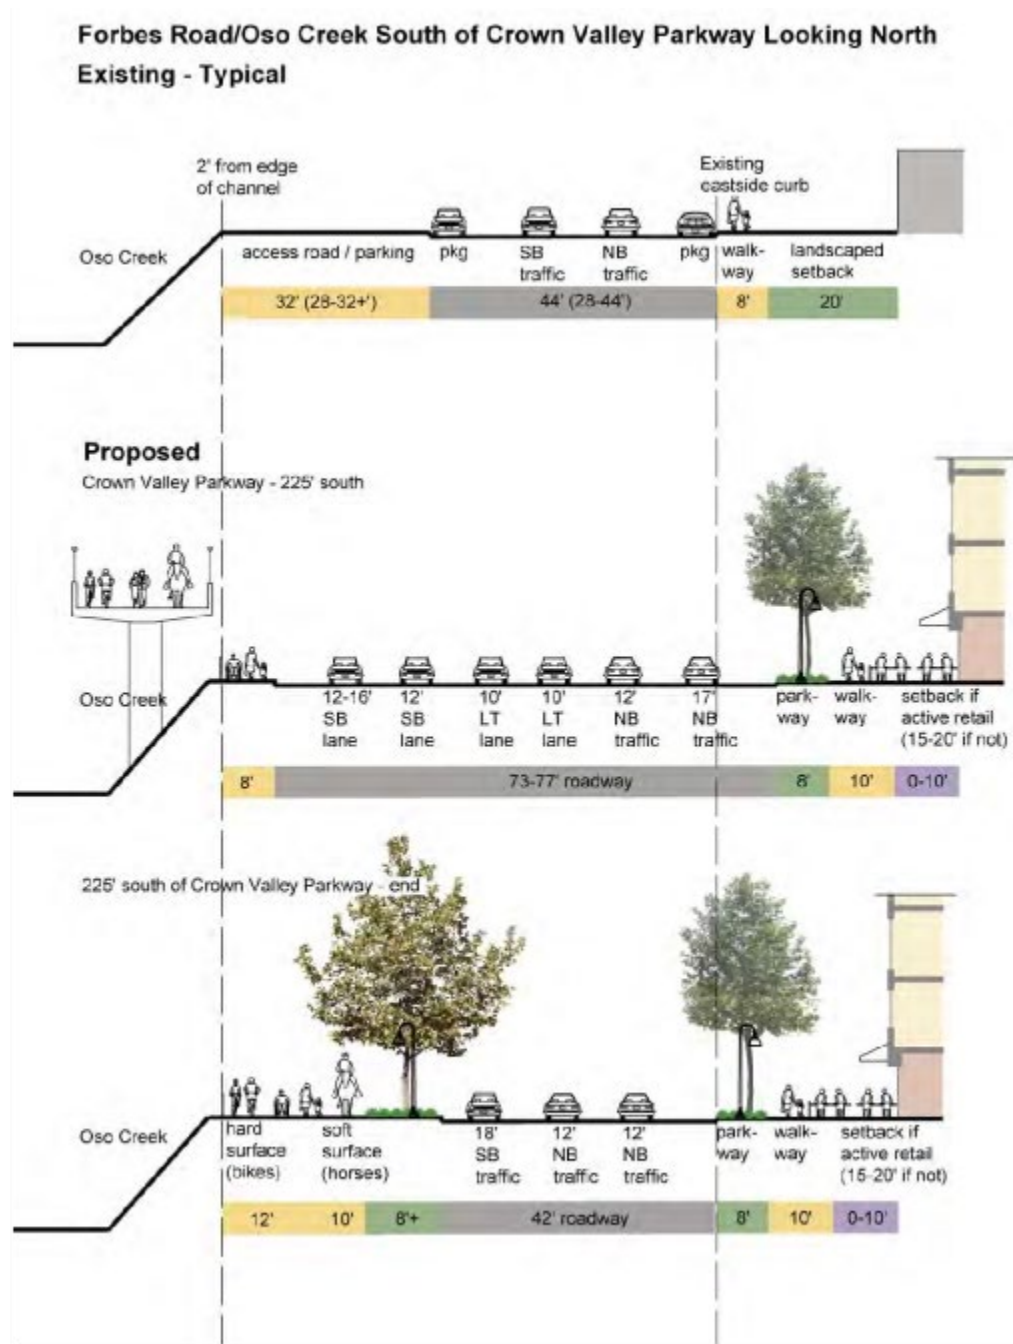 Forbes Road/Oso Creek South of Crown Valley Parkway Looking North
Existing - Typical
2' from edge
of channel
Existing
eastside curb
Oso Creek
access road / parking
pkg
SB
traffic
NB
traffic
pkg
walk-
way
landscaped
setback
32' (28-32+')
44' (28-44')
8'
20'
Proposed
Crown Valley Parkway - 225' south
Oso Creek
12-16'
SB
lane
12'
SB
lane
10'
LT
lane
10'
LT
lane
12'
NB
traffic
17'
NB
traffic
park-
way
walk-
way
setback if
active retail
(15-20' if not)
8'
73-77' roadway
8'
10'
0-10'
225' south of Crown Valley Parkway - end
Oso Creek
hard
surface
(bikes)
soft
surface
(horses)
18'
SB
traffic
12'
NB
traffic
12'
NB
traffic
park-
way
walk-
way
setback if
active retail
(15-20' if not)
12'
10'
8'+
42' roadway
8'
10'
0-10'